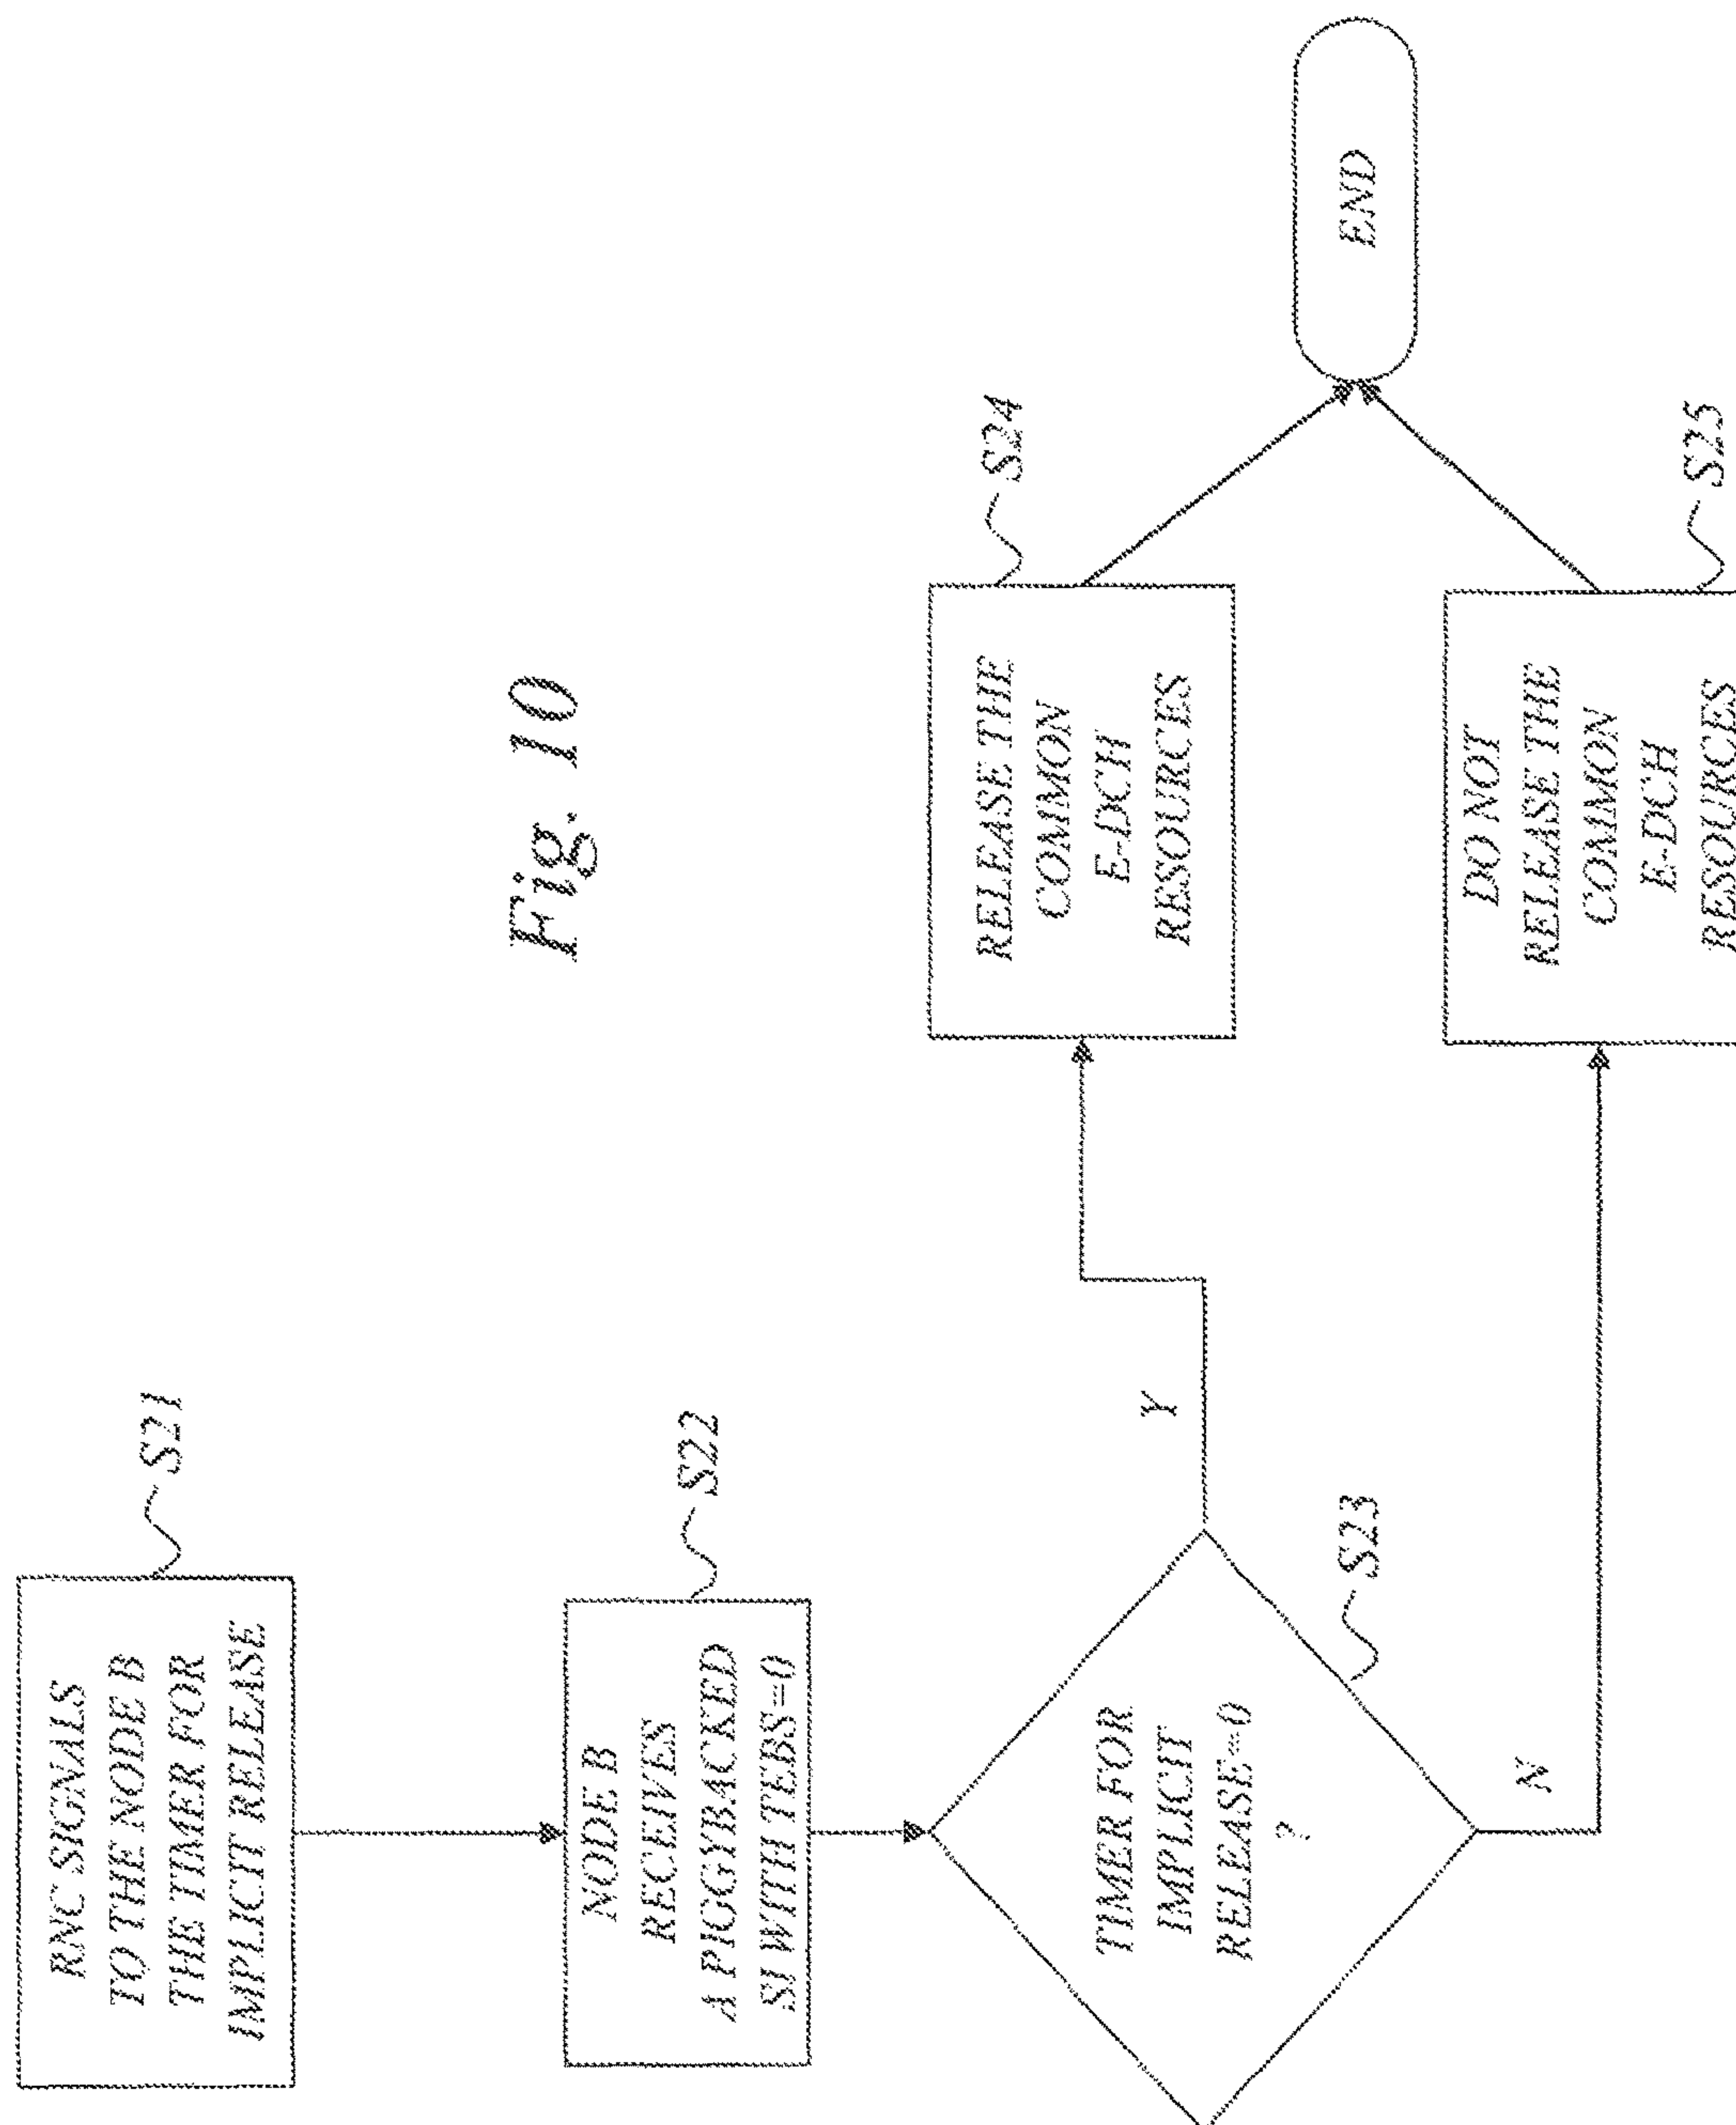 RNC SIGNALS
TO THE NODE B
THE TIMER FOR
IMPLICIT RELEASE
S21
NODE B
RECEIVES
A PIGGYBACKED
SI WITH TEBS=0
S22
TIMER FOR
IMPLICIT
RELEASE=0
?
S23
Y
N
RELEASE THE
COMMON
E-DCH
RESOURCES
S24
DO NOT
RELEASE THE
COMMON
E-DCH
RESOURCES
S25
END
Fig. 10